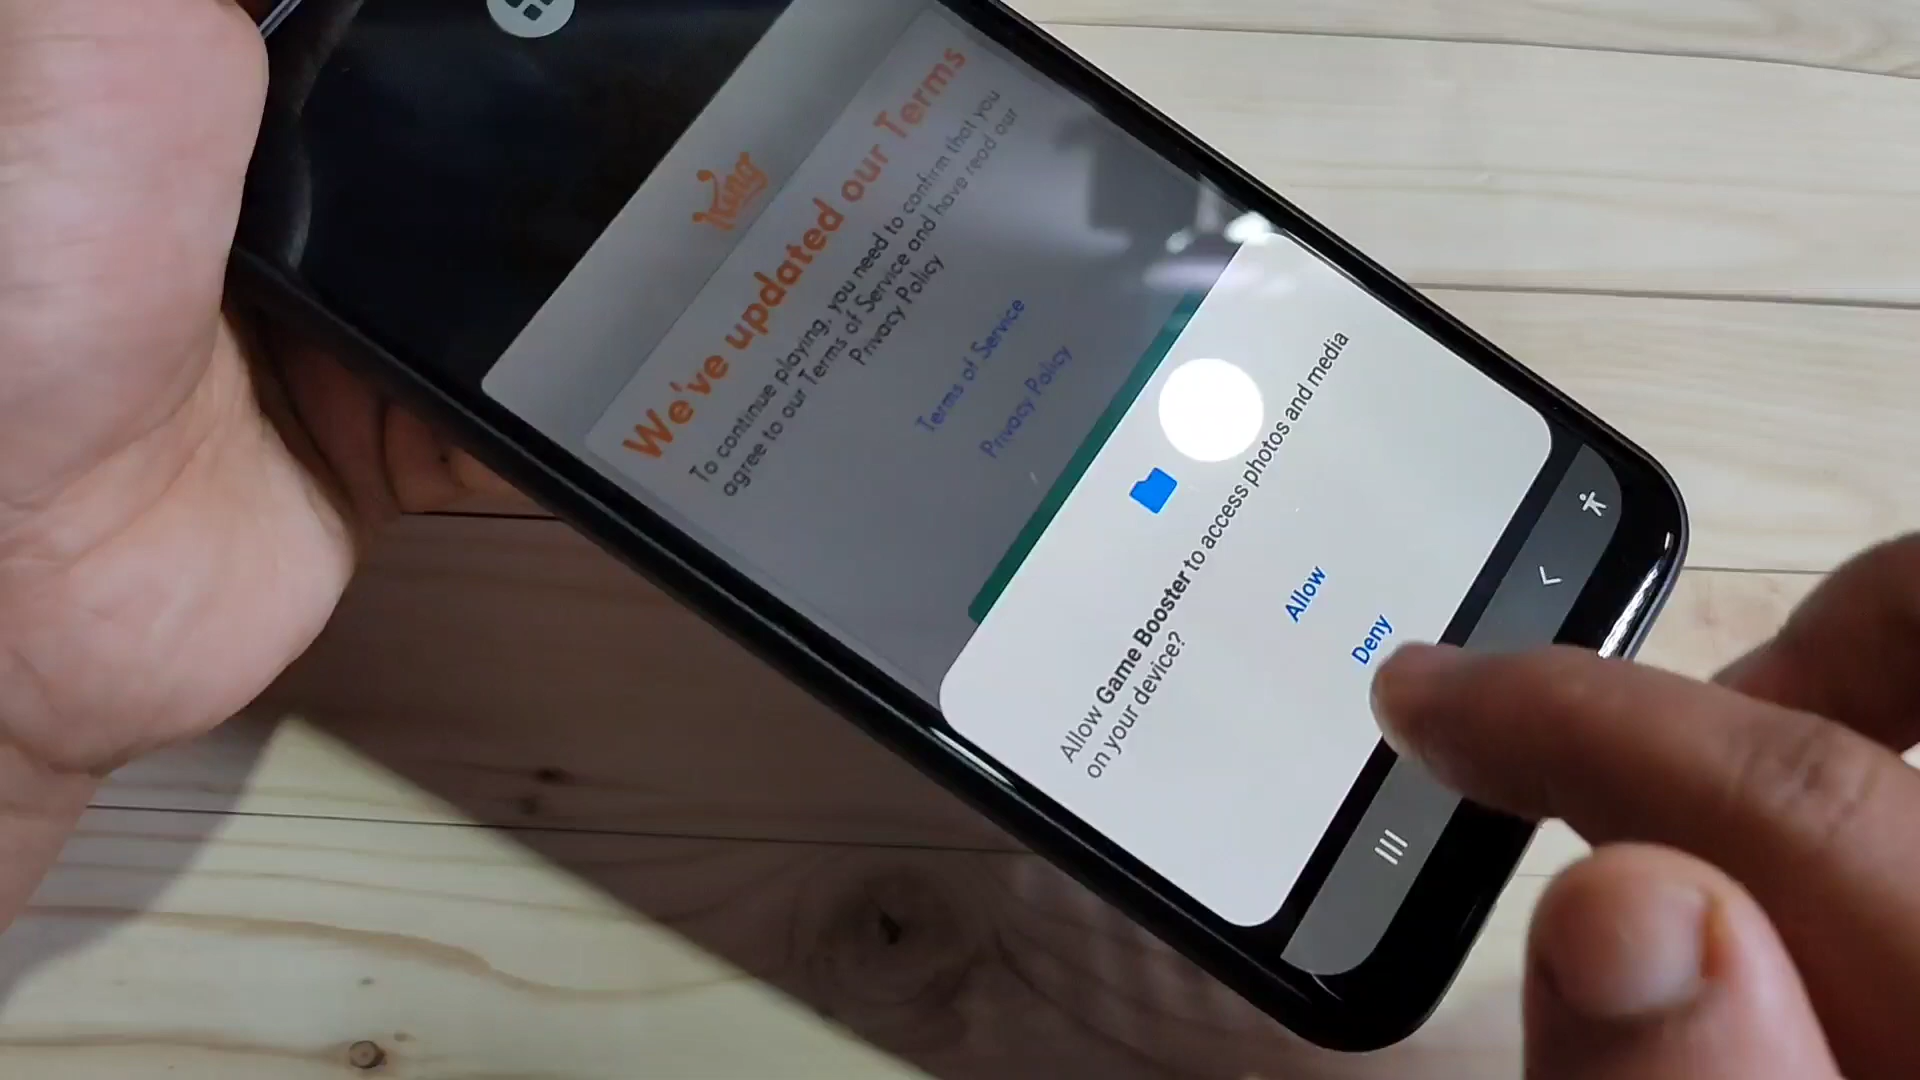 King
We've updated our Terms
To continue playing, you need to confirm that you
agree to our Terms of Service and have read our
Privacy Policy
Terms of Service
Privacy Policy
Allow Game Booster to access photos and media
on your device?
Allow
Deny